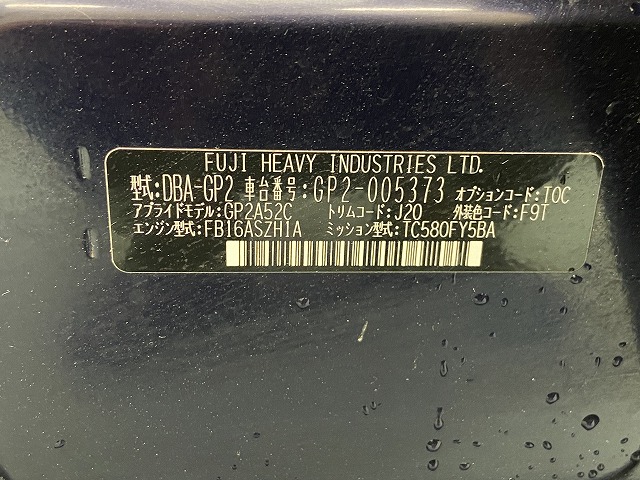 FUJI HEAVY INDUSTRIES LTD.
型式:DBA-GP2 車台番号:GP2-005373 オプションコード:TOC
アプライドモデル:GP2A52C トリムコード:J20 外装色コード:F9T
エンジン型式:FB16ASZH1A ミッション型式:TC580FY5BA